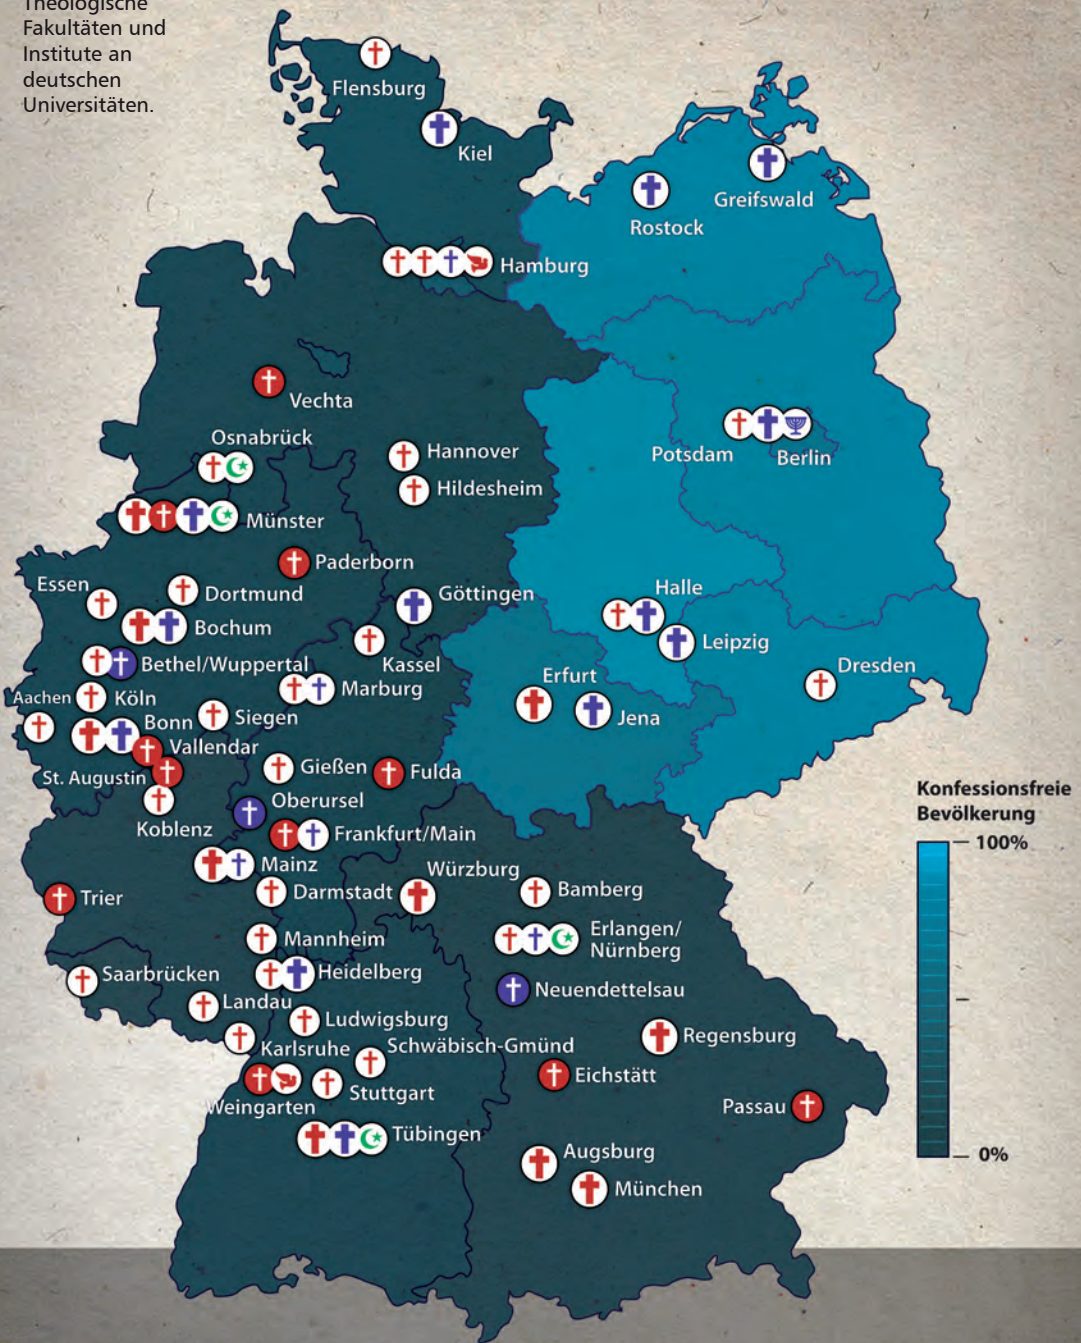 Theologische
Fakultäten und
Institute an
deutschen
Universitäten.
Flensburg
Kiel
Greifswald
Rostock
Hamburg
Vechta
Osnabrück
Hannover
Potsdam
Berlin
Hildesheim
Münster
Paderborn
Essen
Dortmund
Göttingen
Halle
Bochum
Leipzig
Bethel/Wuppertal
Kassel
Dresden
Erfurt
Marburg
Aachen
Köln
Siegen
Jena
Bonn
Vallendar
St. Augustin
Gießen
Fulda
Konfessionsfreie
Bevölkerung
100%
Oberursel
Koblenz
Frankfurt/Main
Mainz
Würzburg
Trier
Darmstadt
Bamberg
Mannheim
Erlangen/
Nürnberg
Saarbrücken
Heidelberg
Neuendettelsau
Landau
Ludwigsburg
Regensburg
Karlsruhe
Schwäbisch-Gmünd
Eichstätt
Stuttgart
Weingarten
Passau
Tübingen
Augsburg
0%
München